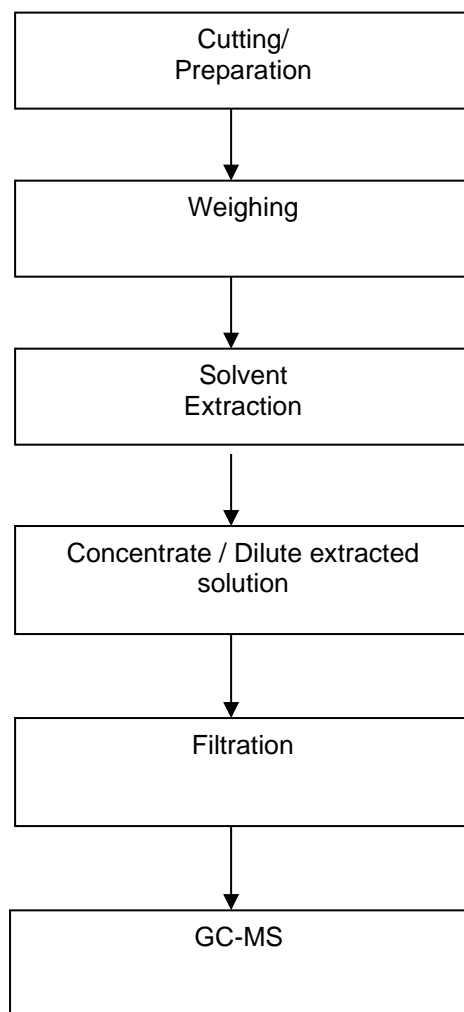 Cutting/
Preparation
Weighing
Solvent
Extraction
Concentrate / Dilute extracted
solution
Filtration
GC-MS